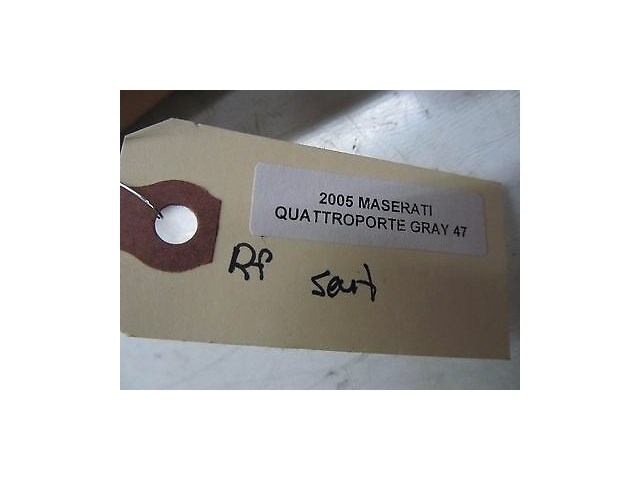 2005 MASERATI
QUATTROPORTE GRAY 47
Rf seat